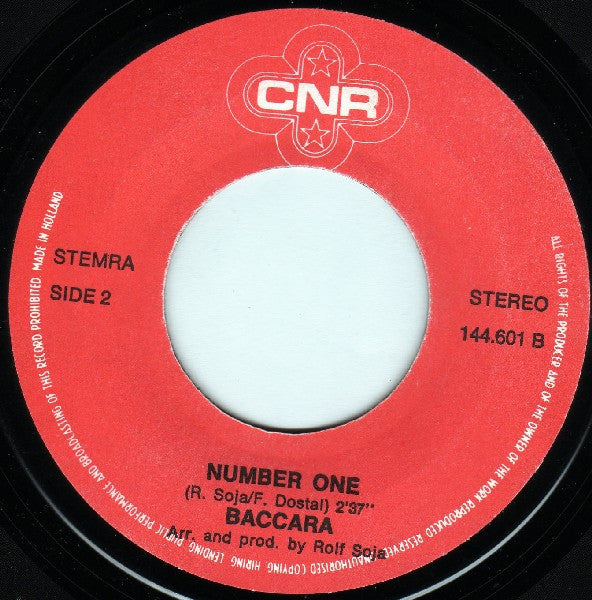 CNR
STEMRA
SIDE 2
STEREO
144.601 B
NUMBER ONE
(R. Soja/F. Dostal) 2'37"
BACCARA
Arr. and prod. by Rolf Soja
ALL RIGHTS OF THE PRODUCER AND OF THE OWNER OF THE WORK REPRODUCED RESERVED. UNAUTHORISED COPYING HIRING LENDING PUBLIC PERFORMANCE AND BROADCASTING OF THIS RECORD PROHIBITED. MADE IN HOLLAND